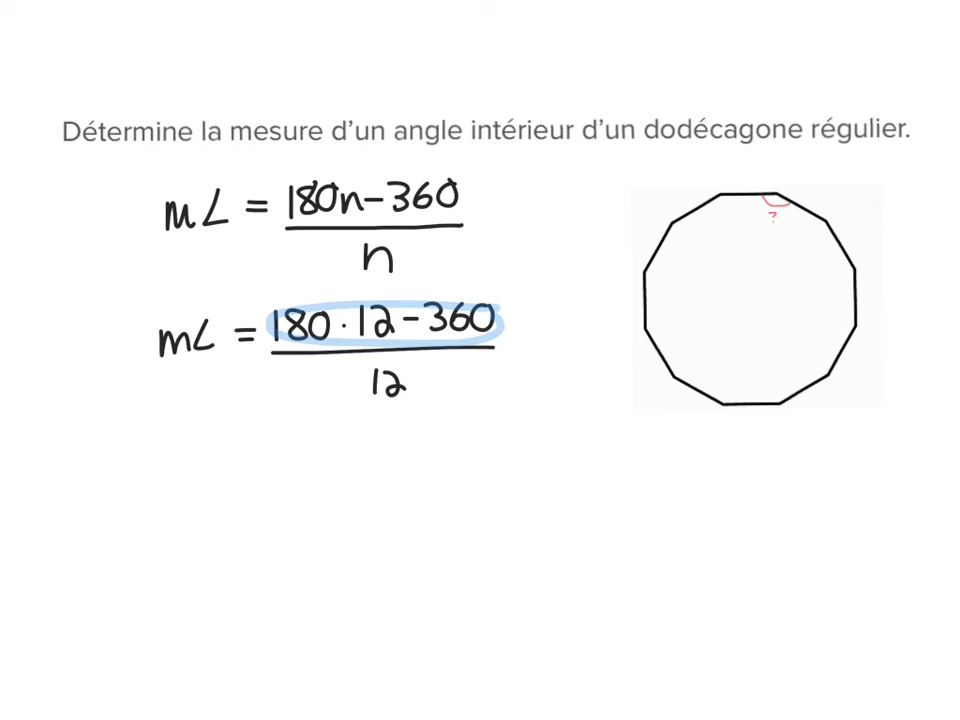 Détermine la mesure d'un angle intérieur d'un dodécagone régulier.
m∠ = 180n-360
n
?
m∠ = 180 · 12 - 360
12